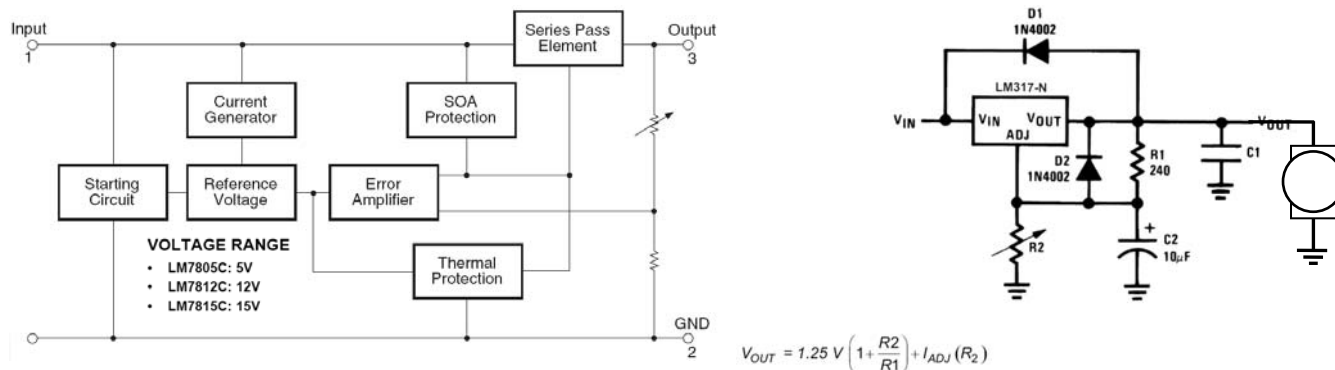 Input
1
Series Pass
Element
Output
3
Current
Generator
SOA
Protection
Starting
Circuit
Reference
Voltage
Error
Amplifier
VOLTAGE RANGE
• LM7805C: 5V
• LM7812C: 12V
• LM7815C: 15V
Thermal
Protection
GND
2
D1
1N4002
LM317-N
VIN
VIN
VOUT
ADJ
VOUT
D2
1N4002
R1
240
C1
R2
+
C2
10µF
VOUT = 1.25 V (1+ R2/R1) + IADJ (R2)